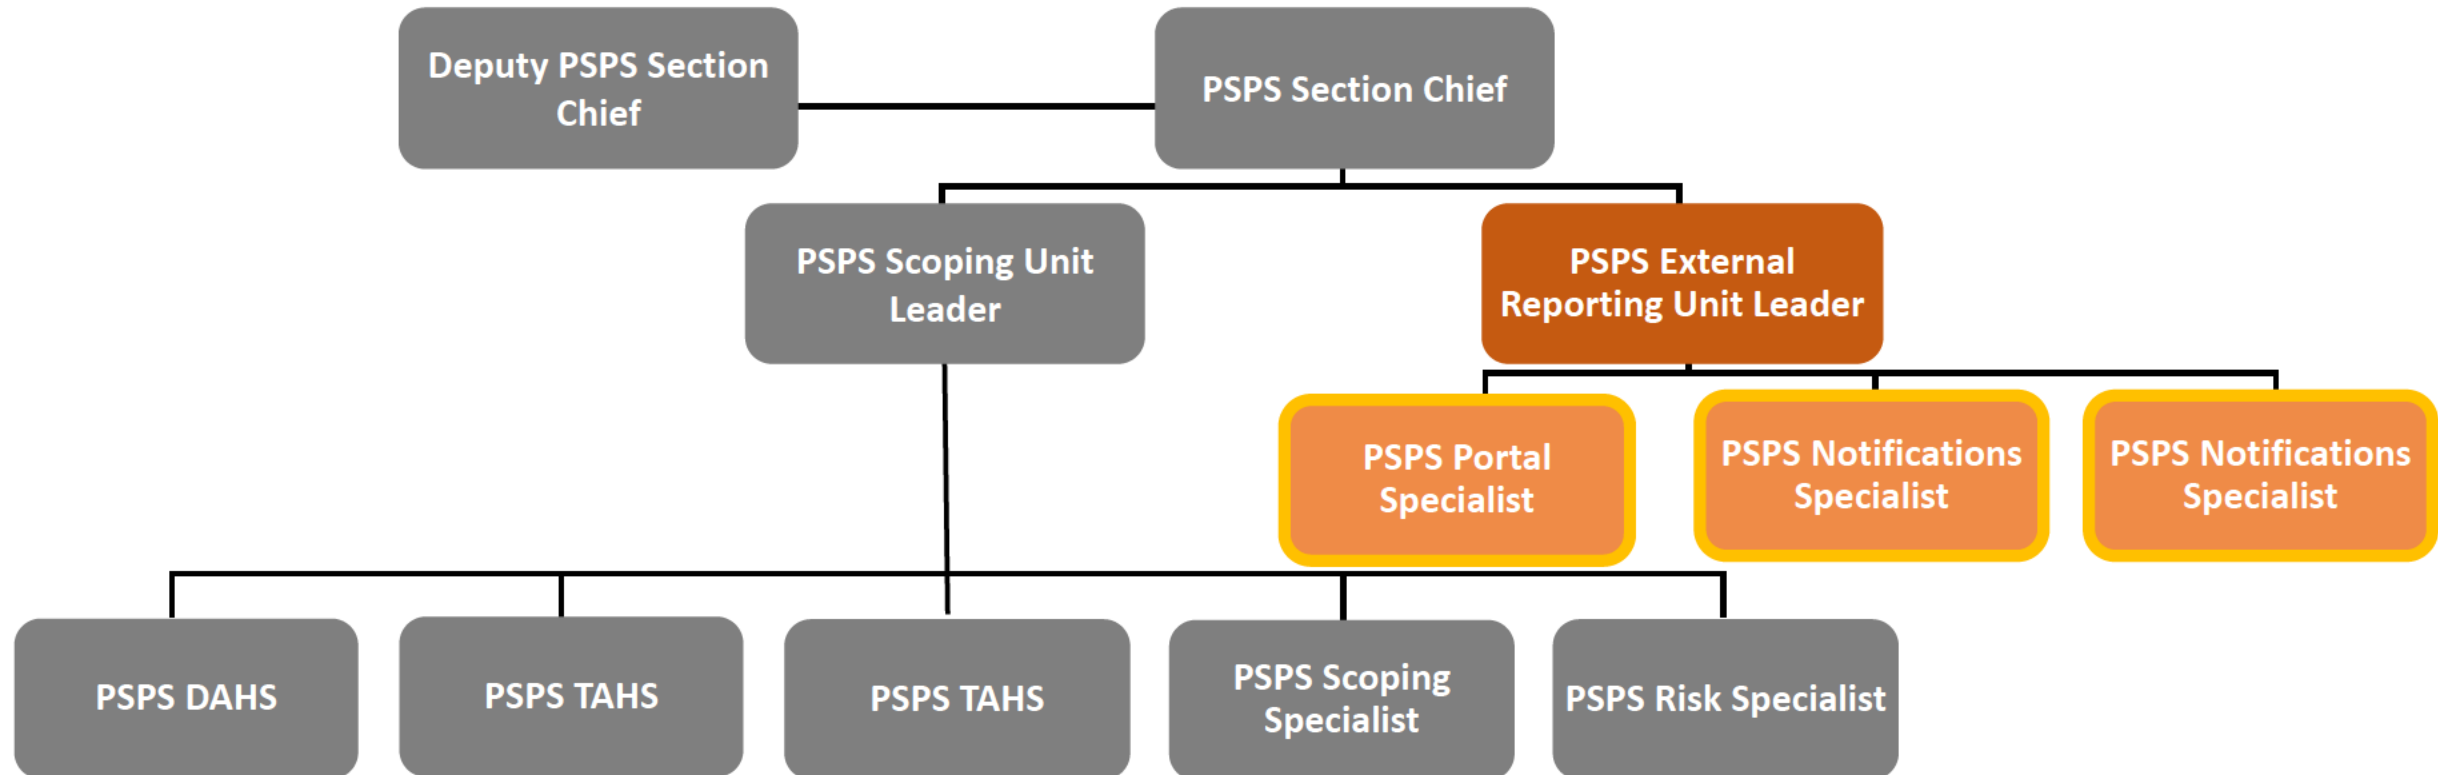 Deputy PSPS Section
Chief
PSPS Section Chief
PSPS Scoping Unit
Leader
PSPS External
Reporting Unit Leader
PSPS Portal
Specialist
PSPS Notifications
Specialist
PSPS Notifications
Specialist
PSPS DAHS
PSPS TAHS
PSPS TAHS
PSPS Scoping
Specialist
PSPS Risk Specialist